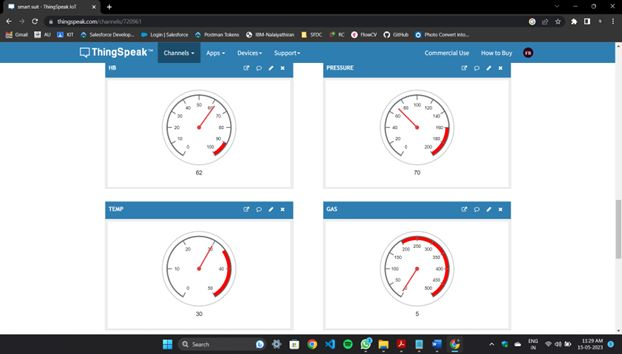 smart suit - ThingSpeak IoT
thingspeak.com/channels/720961
Gmail AU KIT Salesforce Develop... Login | Salesforce Postman Tokens IBM-Nalaiyathiran SFDC RC FlowCV GitHub Photo Convert into...
ThingSpeak™ Channels Apps Devices Support Commercial Use How to Buy FB
HB
0 10 20 30 40 50 60 70 80 90 100
62
PRESSURE
0 20 40 60 80 100 120 140 160 180 200
70
TEMP
0 10 20 30 40 50
30
GAS
0 50 100 150 200 250 300 350 400 450 500
5
Search
ENG
IN
11:29 AM
15-05-2023